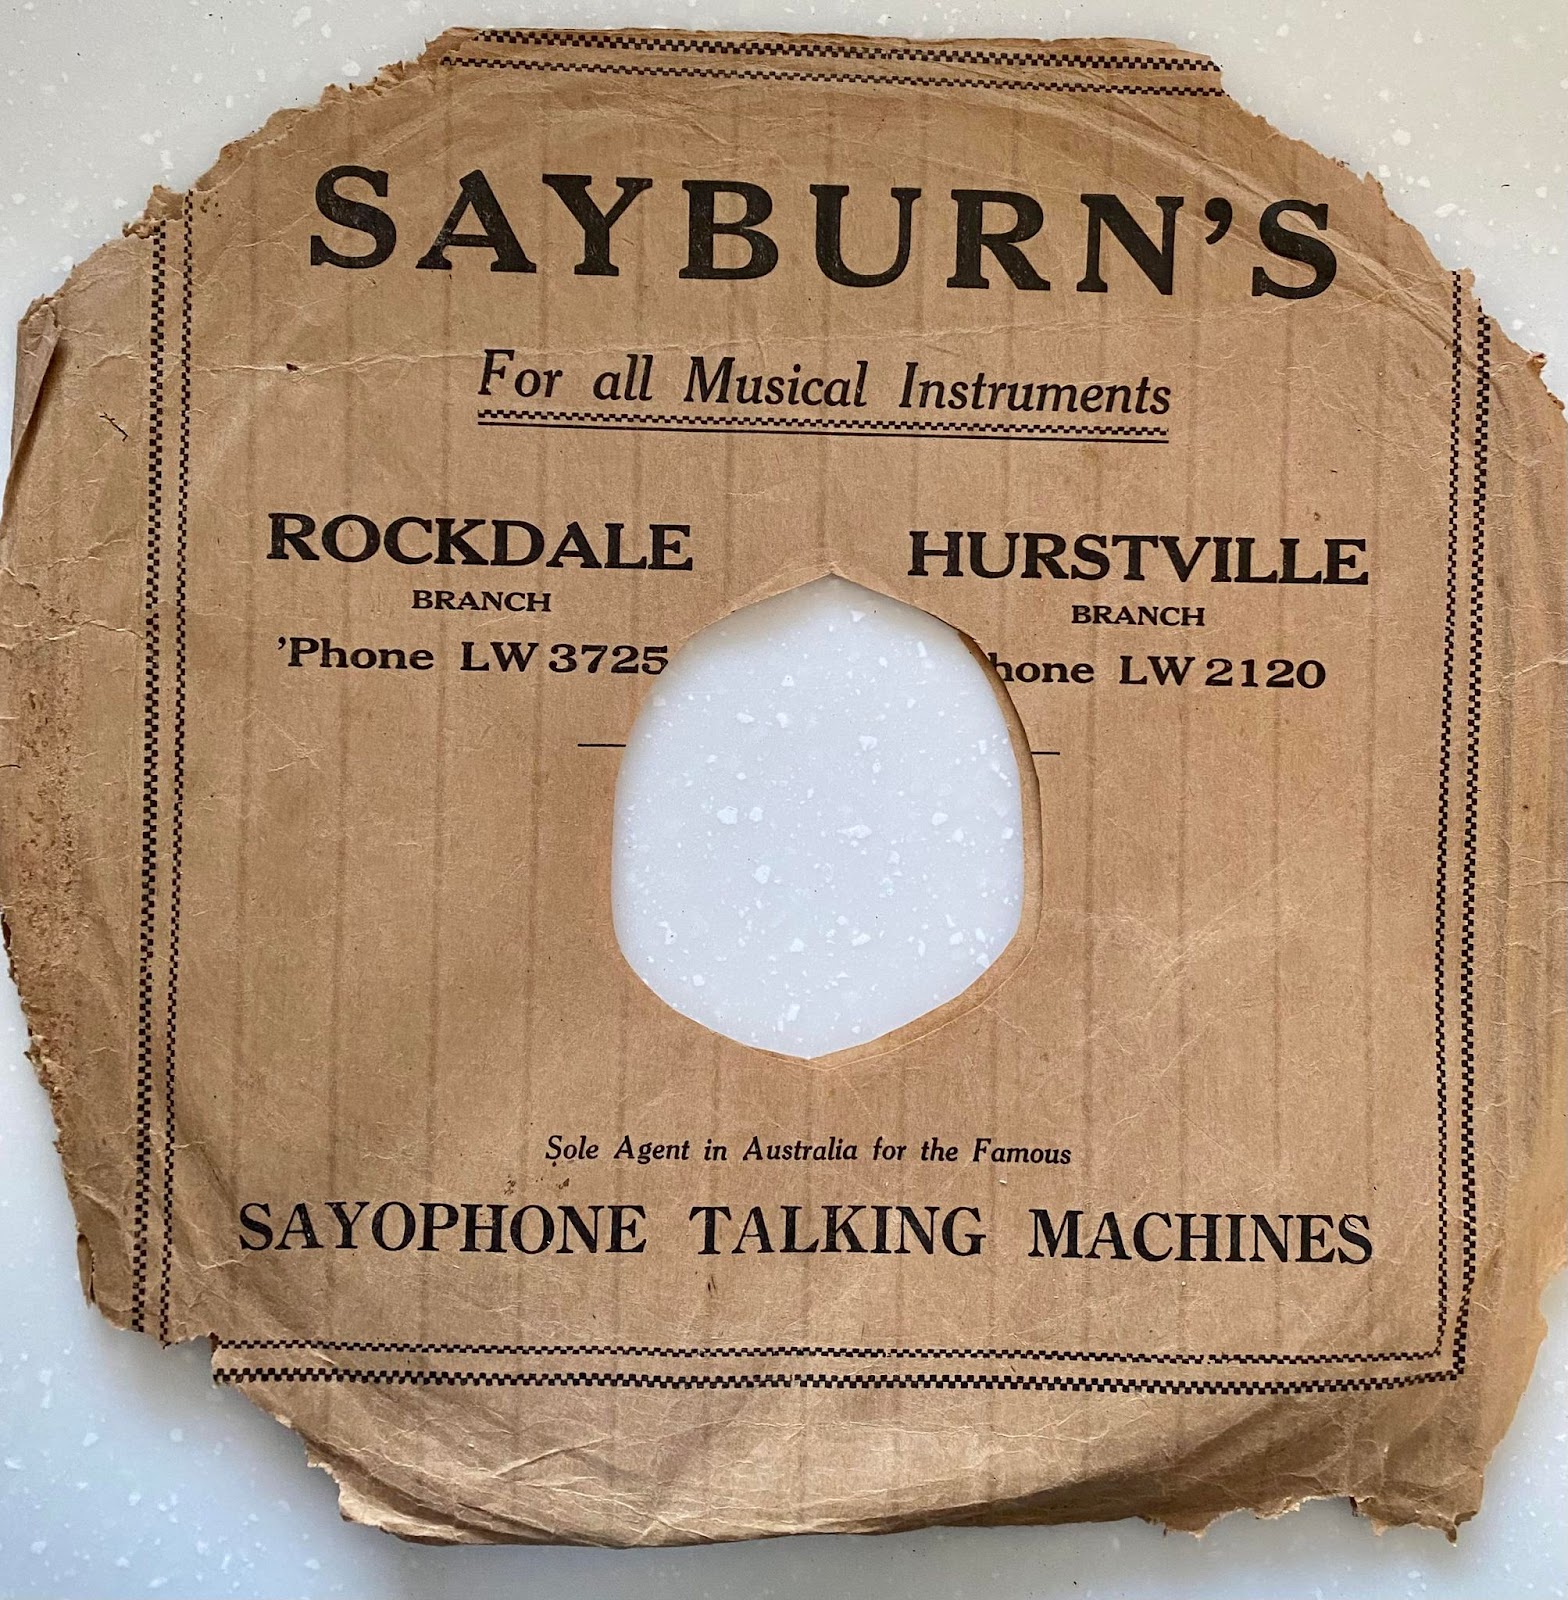 SAYBURN'S
For all Musical Instruments
ROCKDALE
BRANCH
'Phone LW 3725
HURSTVILLE
BRANCH
hone LW 2120
Sole Agent in Australia for the Famous
SAYOPHONE TALKING MACHINES